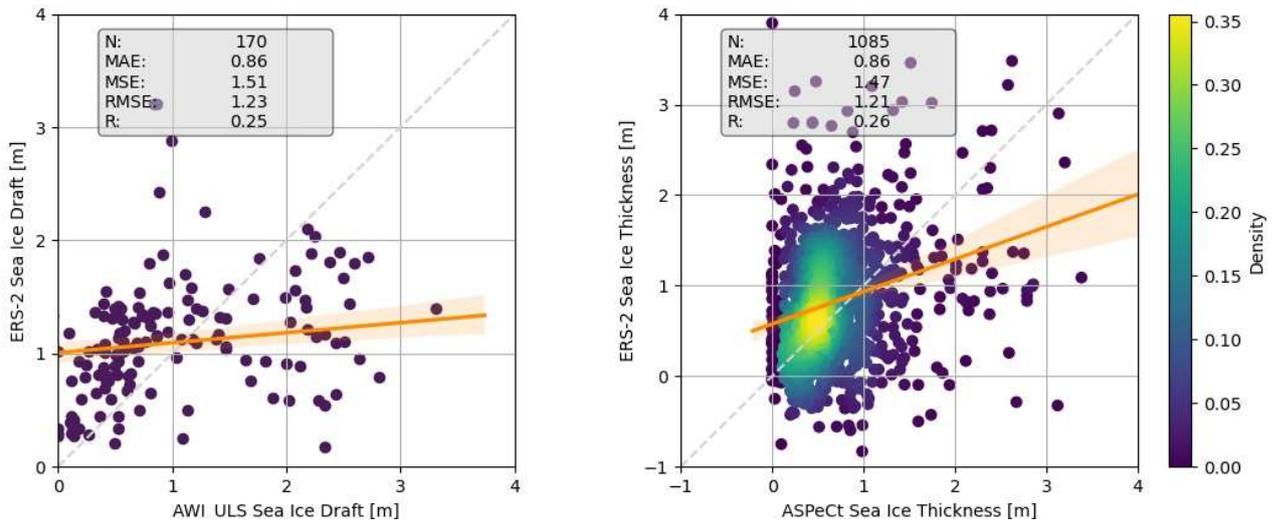 4
3
2
1
0
0
1
2
3
4
ERS-2 Sea Ice Draft [m]
AWI ULS Sea Ice Draft [m]
N: 170
MAE: 0.86
MSE: 1.51
RMSE: 1.23
R: 0.25
4
3
2
1
0
−1
−1
0
1
2
3
4
ERS-2 Sea Ice Thickness [m]
ASPeCt Sea Ice Thickness [m]
N: 1085
MAE: 0.86
MSE: 1.47
RMSE: 1.21
R: 0.26
0.35
0.30
0.25
0.20
0.15
0.10
0.05
0.00
Density